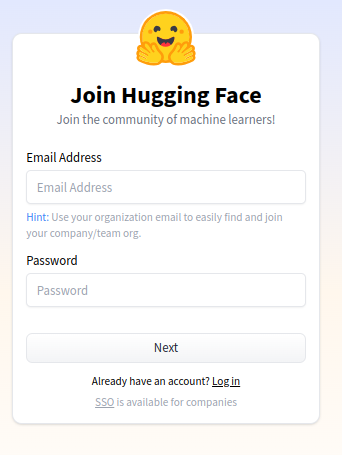 Join Hugging Face
Join the community of machine learners!
Email Address
Email Address
Hint: Use your organization email to easily find and join
your company/team org.
Password
Password
Next
Already have an account? Log in
SSO is available for companies